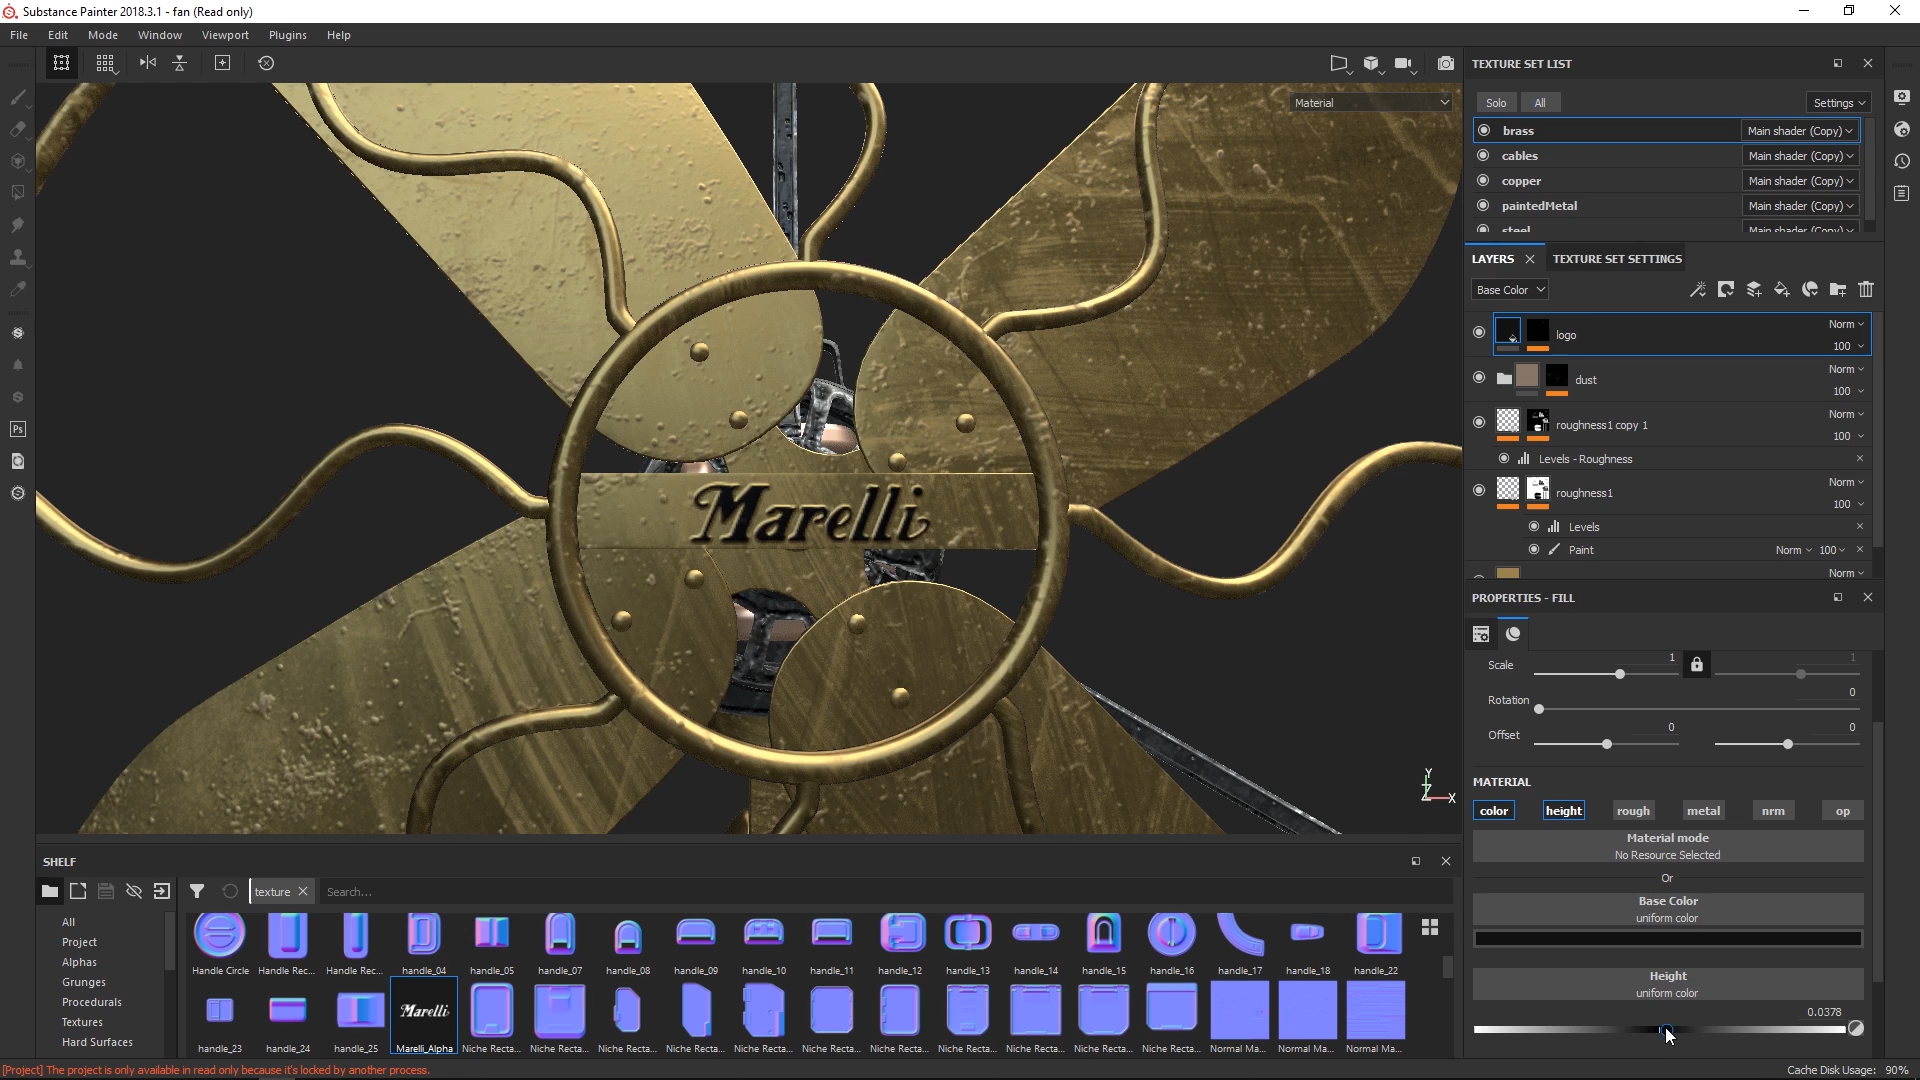 Substance Painter 2018.3.1 - fan (Read only)
File Edit Mode Window Viewport Plugins Help
Material
Marelli
Y
Z
X
TEXTURE SET LIST
Solo All Settings
brass Main shader (Copy)
cables Main shader (Copy)
copper Main shader (Copy)
paintedMetal Main shader (Copy)
steel Main shader (Copy)
LAYERS TEXTURE SET SETTINGS
Base Color
Norm
logo
100
Norm
dust
100
Norm
roughness1 copy 1
100
Levels - Roughness
Norm
roughness1
100
Levels
Paint Norm 100
Norm
PROPERTIES - FILL
Scale 1 1
Rotation 0
Offset 0 0
MATERIAL
color height rough metal nrm op
Material mode
No Resource Selected
Or
Base Color
uniform color
Height
uniform color
0.0378
Ps
SHELF
texture Search...
All
Project
Alphas
Grunges
Procedurals
Textures
Hard Surfaces
Handle Circle Handle Rec... Handle Rec... handle_04 handle_05 handle_07 handle_08 handle_09 handle_10 handle_11 handle_12 handle_13 handle_14 handle_15 handle_16 handle_17 handle_18 handle_22
Marelli
handle_23 handle_24 handle_25 Marelli_Alpha Niche Recta... Niche Recta... Niche Recta... Niche Recta... Niche Recta... Niche Recta... Niche Recta... Niche Recta... Niche Recta... Niche Recta... Niche Recta... Normal Ma... Normal Ma... Normal Ma...
[Project] The project is only available in read only because it's locked by another process.
Cache Disk Usage: 90%